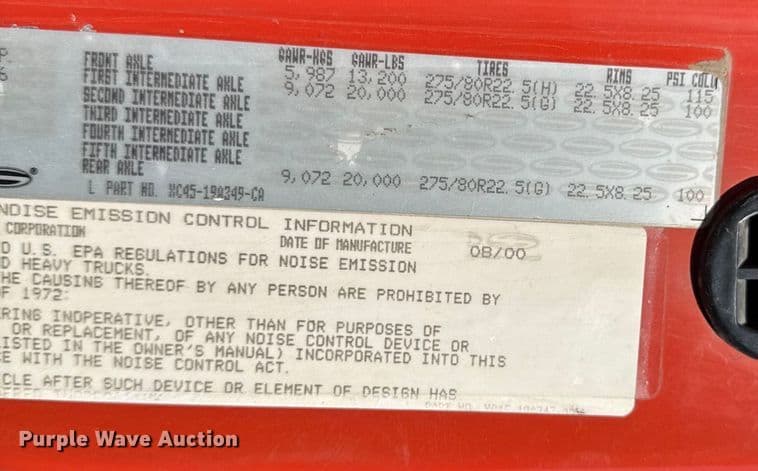 GAWR-KGS GAWR-LBS TIRES RIMS PSI COLD
FRONT AXLE 5,987 13,200 275/80R22.5(H) 22.5X8.25 115
FIRST INTERMEDIATE AXLE 9,072 20,000 275/80R22.5(G) 22.5X8.25 100
SECOND INTERMEDIATE AXLE
THIRD INTERMEDIATE AXLE
FOURTH INTERMEDIATE AXLE
FIFTH INTERMEDIATE AXLE
REAR AXLE 9,072 20,000 275/80R22.5(G) 22.5X8.25 100
L PART NO. XC45-19A349-CA
NOISE EMISSION CONTROL INFORMATION
CORPORATION DATE OF MANUFACTURE 08/00
U.S. EPA REGULATIONS FOR NOISE EMISSION
HEAVY TRUCKS.
HE CAUSING THEREOF BY ANY PERSON ARE PROHIBITED BY
F 1972:
RING INOPERATIVE, OTHER THAN FOR PURPOSES OF
OR REPLACEMENT, OF ANY NOISE CONTROL DEVICE OR
ISTED IN THE OWNER'S MANUAL) INCORPORATED INTO THIS
CE WITH THE NOISE CONTROL ACT.
CLE AFTER SUCH DEVICE OR ELEMENT OF DESIGN HAS
Purple Wave Auction